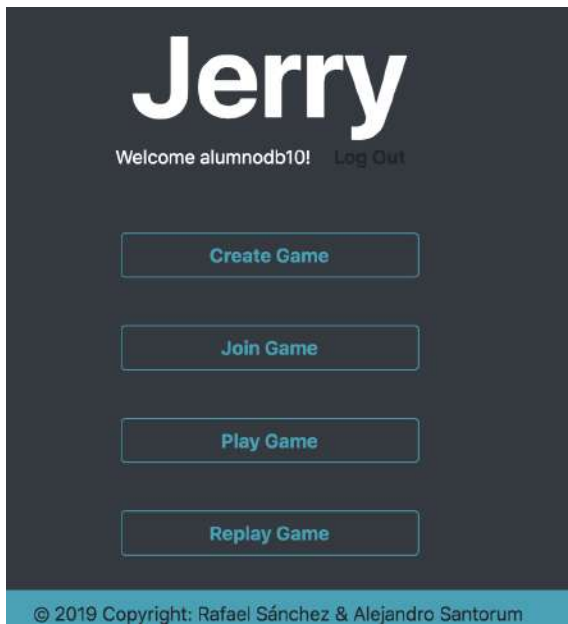 Jerry
Welcome alumnodb10! Log Out
Create Game
Join Game
Play Game
Replay Game
© 2019 Copyright: Rafael Sánchez & Alejandro Santorum